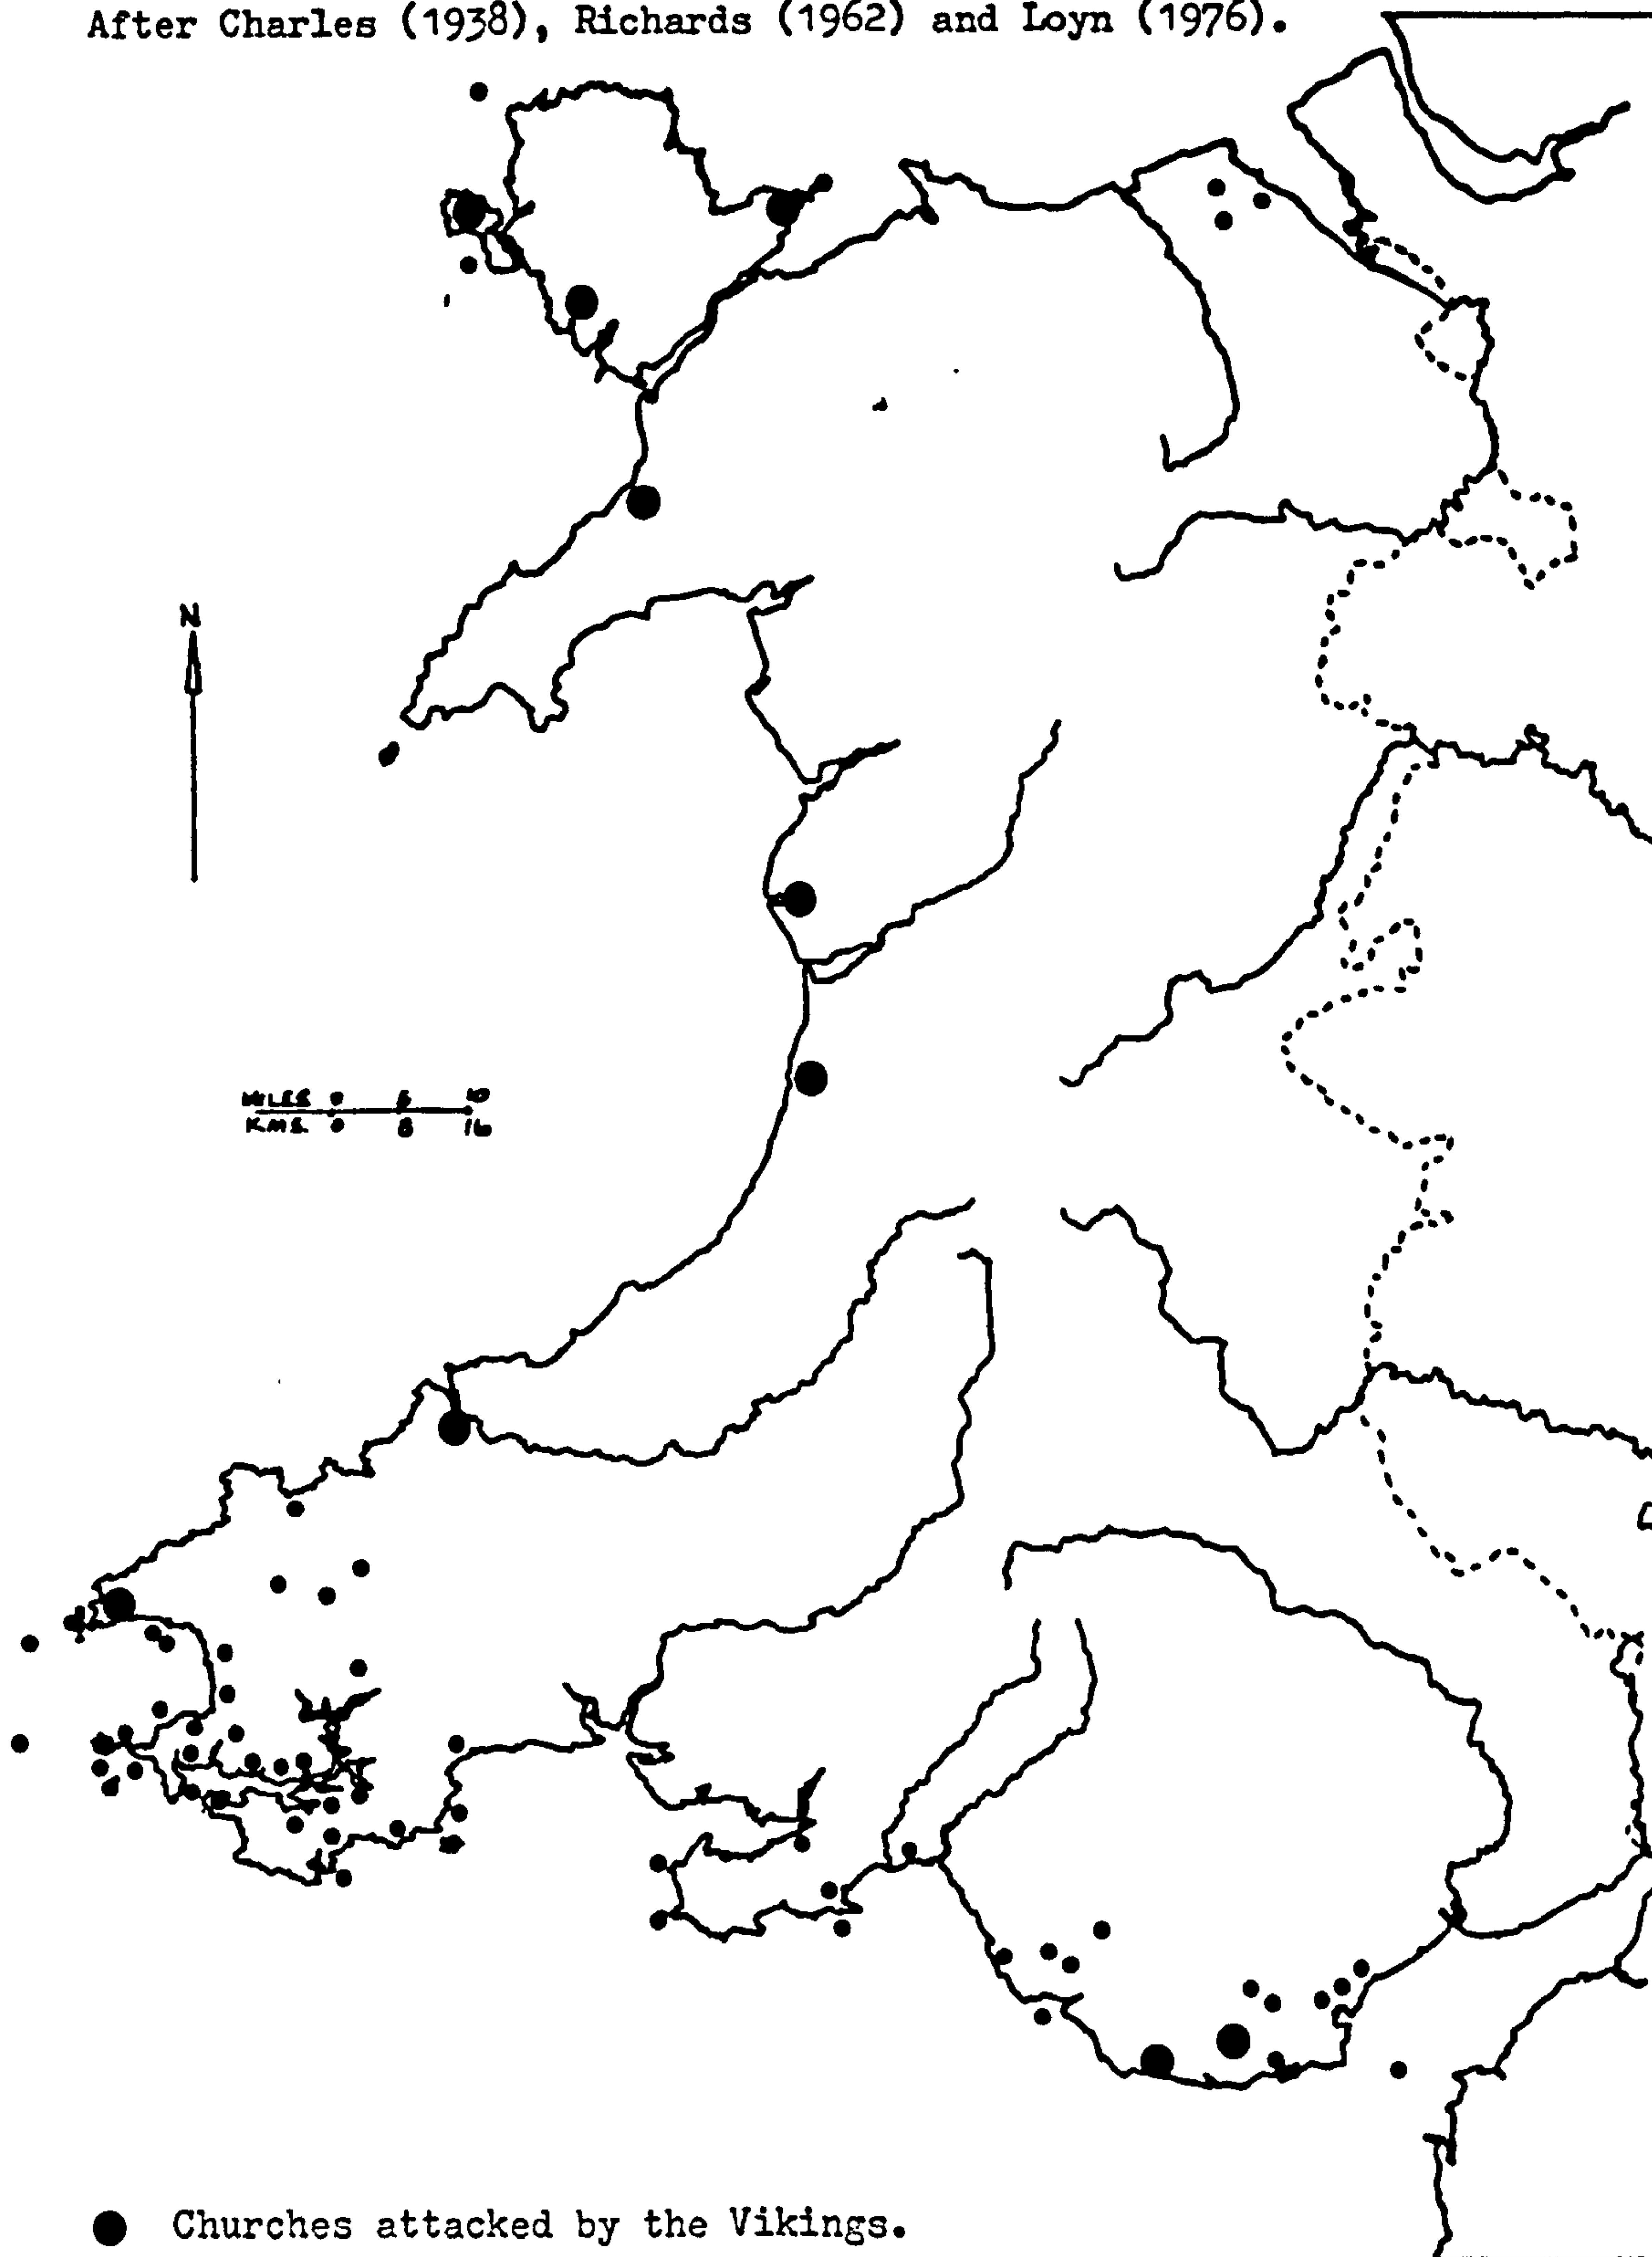 After Charles (1938), Richards (1962) and Loyn (1976).
N
MILES 0 5 10
KMS. 0 8 16
Churches attacked by the Vikings.